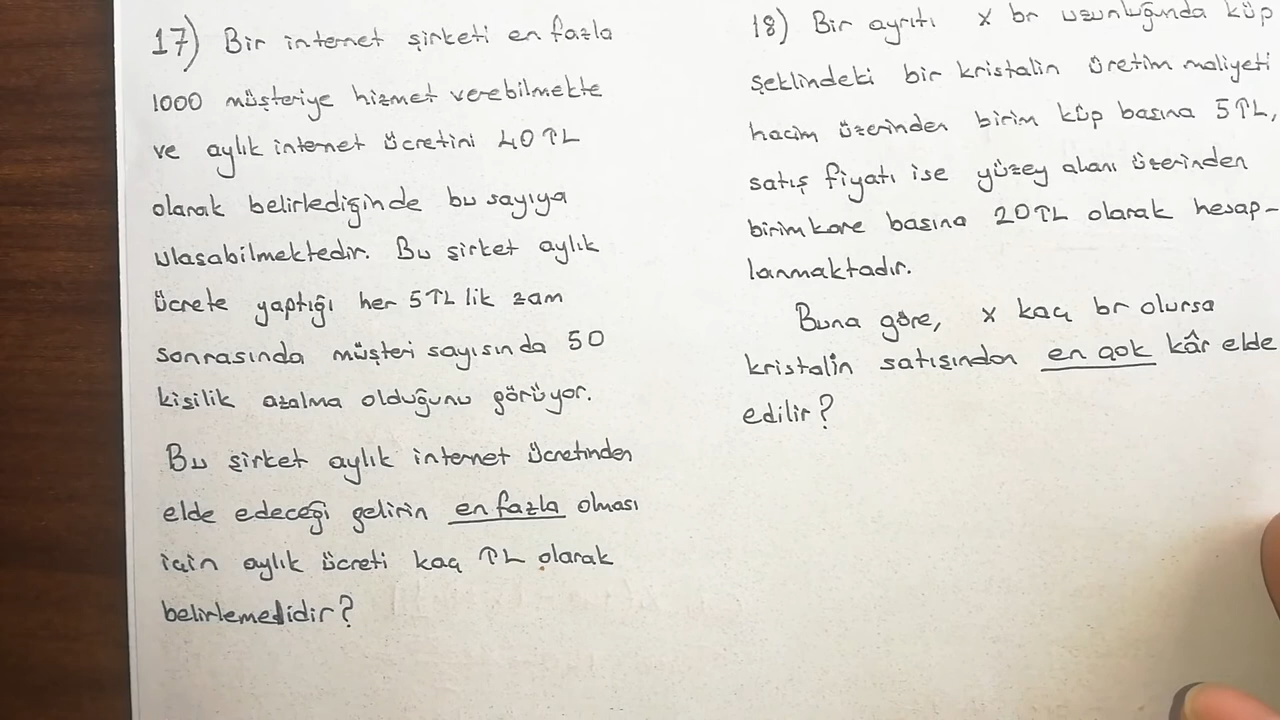 17) Bir internet şirketi en fazla
1000 müşteriye hizmet verebilmekte
ve aylık internet ücretini 40 TL
olarak belirlediğinde bu sayıya
ulaşabilmektedir. Bu şirket aylık
ücrete yaptığı her 5 TL lik zam
sonrasında müşteri sayısında 50
kişilik azalma olduğunu görüyor.
Bu şirket aylık internet ücretinden
elde edeceği gelirin en fazla olması
için aylık ücreti kaç TL olarak
belirlemelidir?
18) Bir ayrıtı x br uzunluğunda küp
şeklindeki bir kristalin üretim maliyeti
hacim üzerinden birim küp başına 5 TL,
satış fiyatı ise yüzey alanı üzerinden
birim kare başına 20 TL olarak hesap-
lanmaktadır.
Buna göre, x kaç br olursa
kristalin satışından en çok kâr elde
edilir?